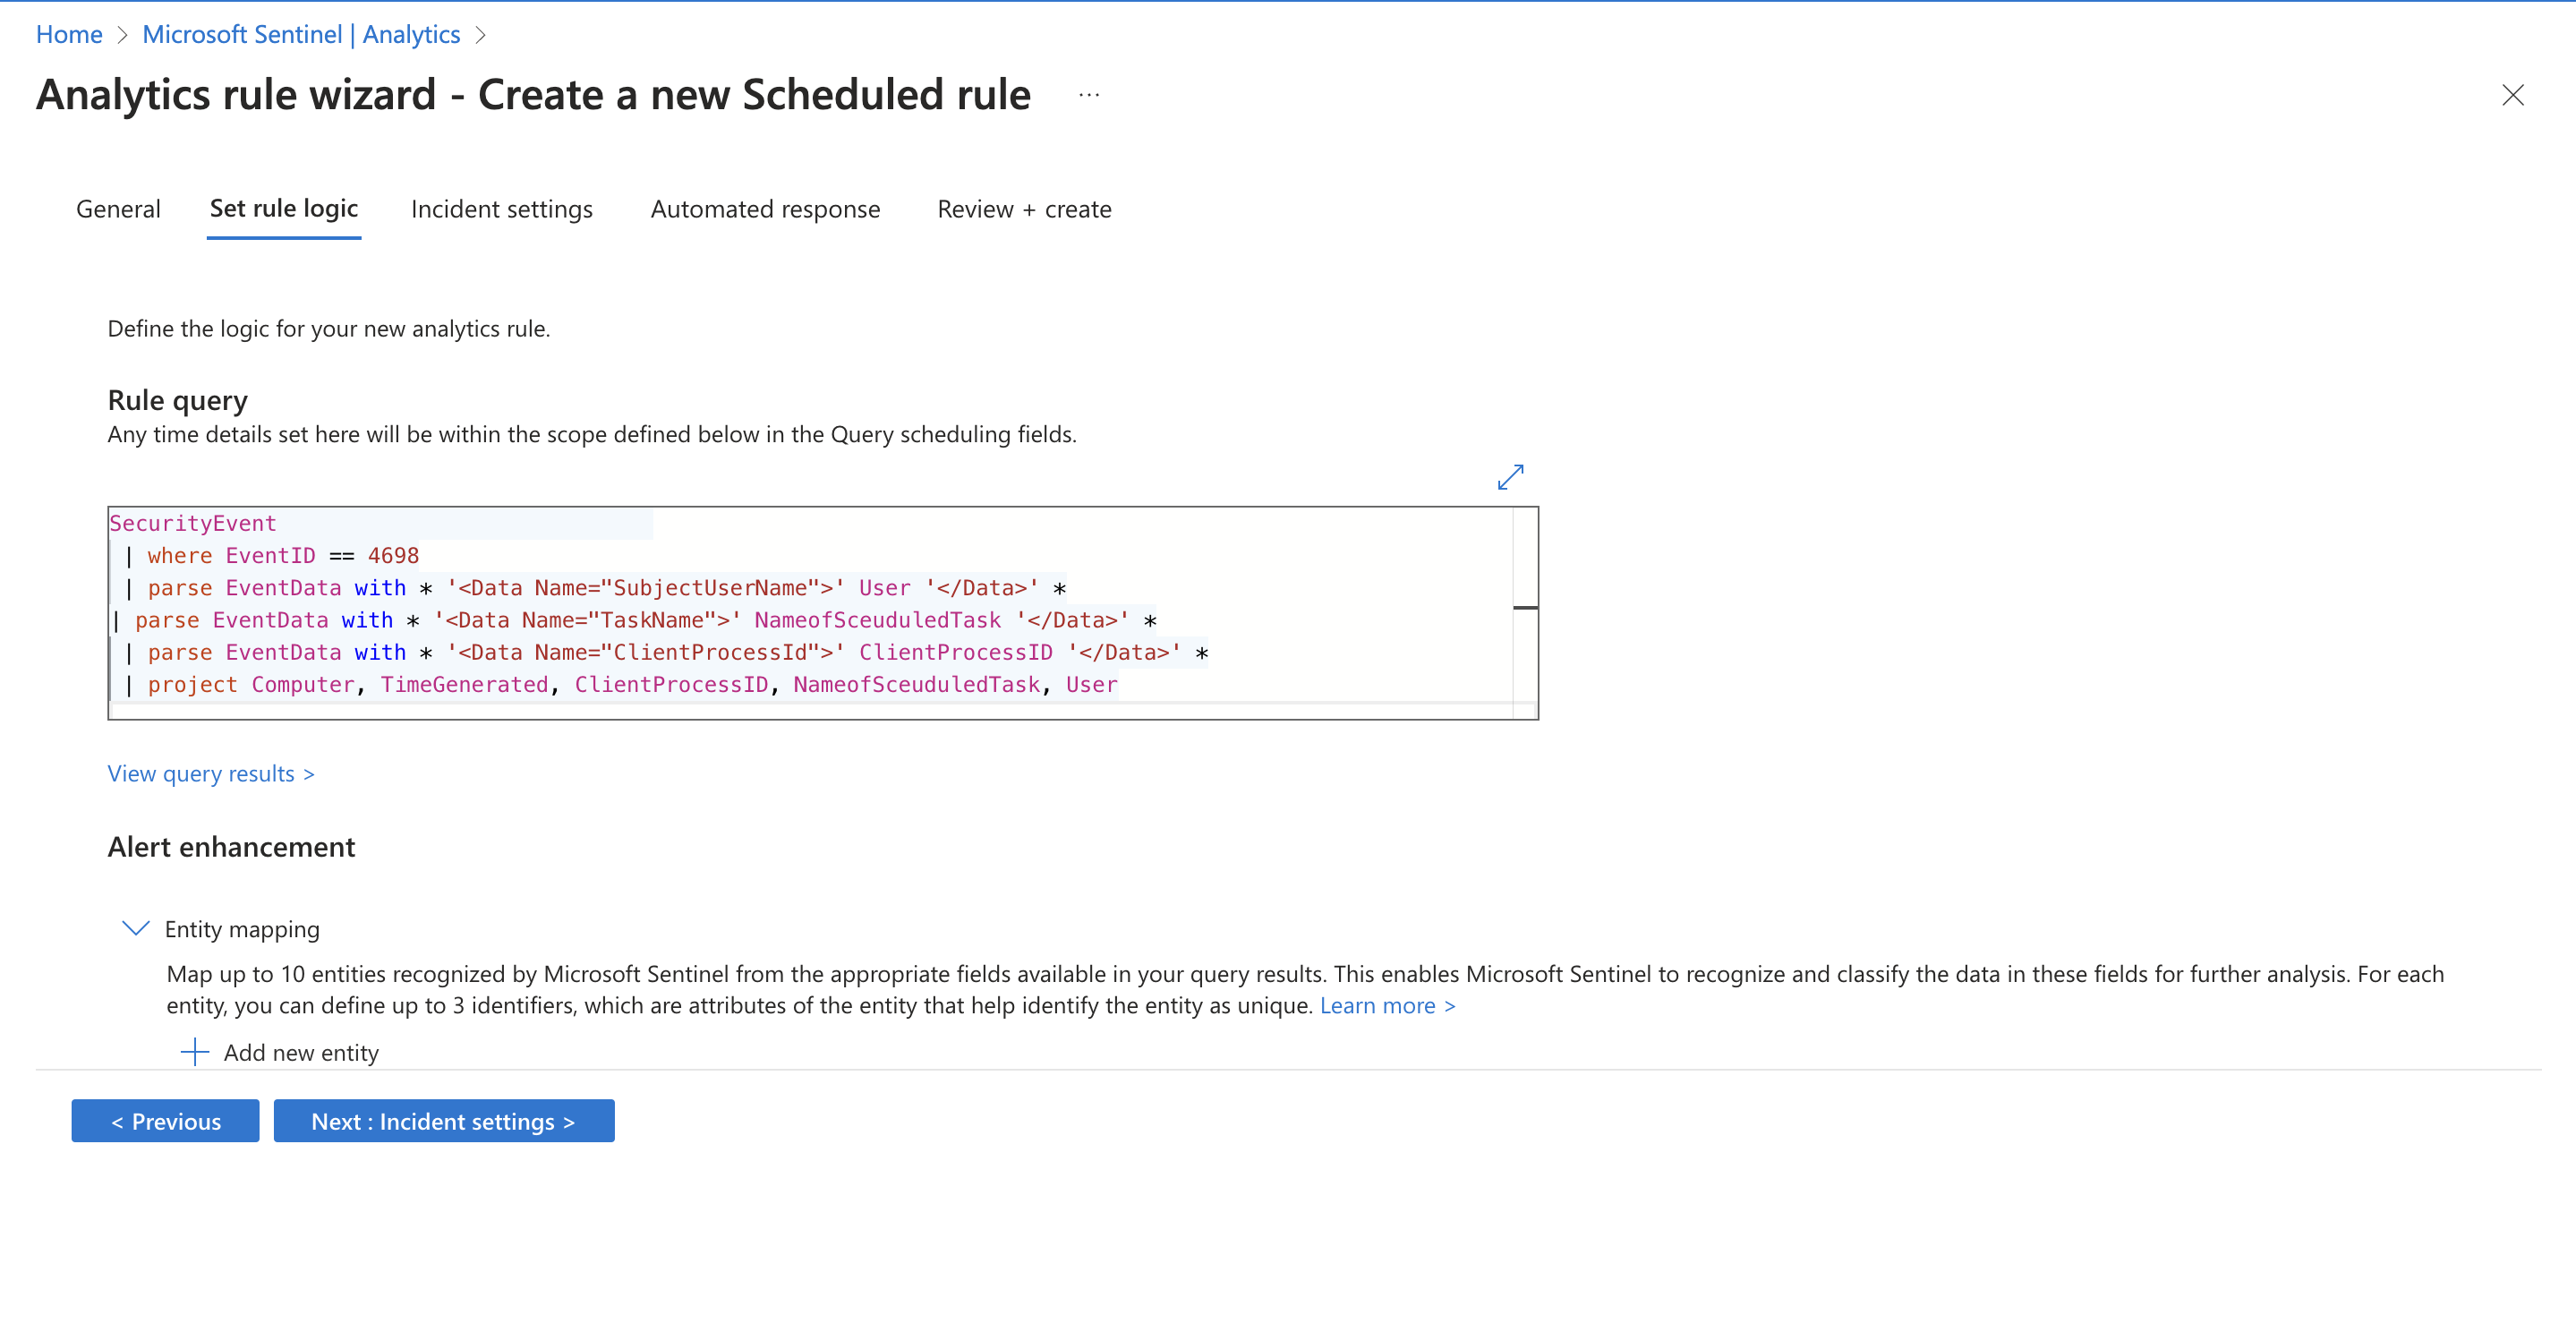 Home > Microsoft Sentinel | Analytics >
Analytics rule wizard - Create a new Scheduled rule ...
General Set rule logic Incident settings Automated response Review + create
Define the logic for your new analytics rule.
Rule query
Any time details set here will be within the scope defined below in the Query scheduling fields.
SecurityEvent
| where EventID == 4698
| parse EventData with * '<Data Name="SubjectUserName">' User '</Data>' *
| parse EventData with * '<Data Name="TaskName">' NameofSceuduledTask '</Data>' *
| parse EventData with * '<Data Name="ClientProcessId">' ClientProcessID '</Data>' *
| project Computer, TimeGenerated, ClientProcessID, NameofSceuduledTask, User
View query results >
Alert enhancement
Entity mapping
Map up to 10 entities recognized by Microsoft Sentinel from the appropriate fields available in your query results. This enables Microsoft Sentinel to recognize and classify the data in these fields for further analysis. For each
entity, you can define up to 3 identifiers, which are attributes of the entity that help identify the entity as unique. Learn more >
+ Add new entity
< Previous Next : Incident settings >